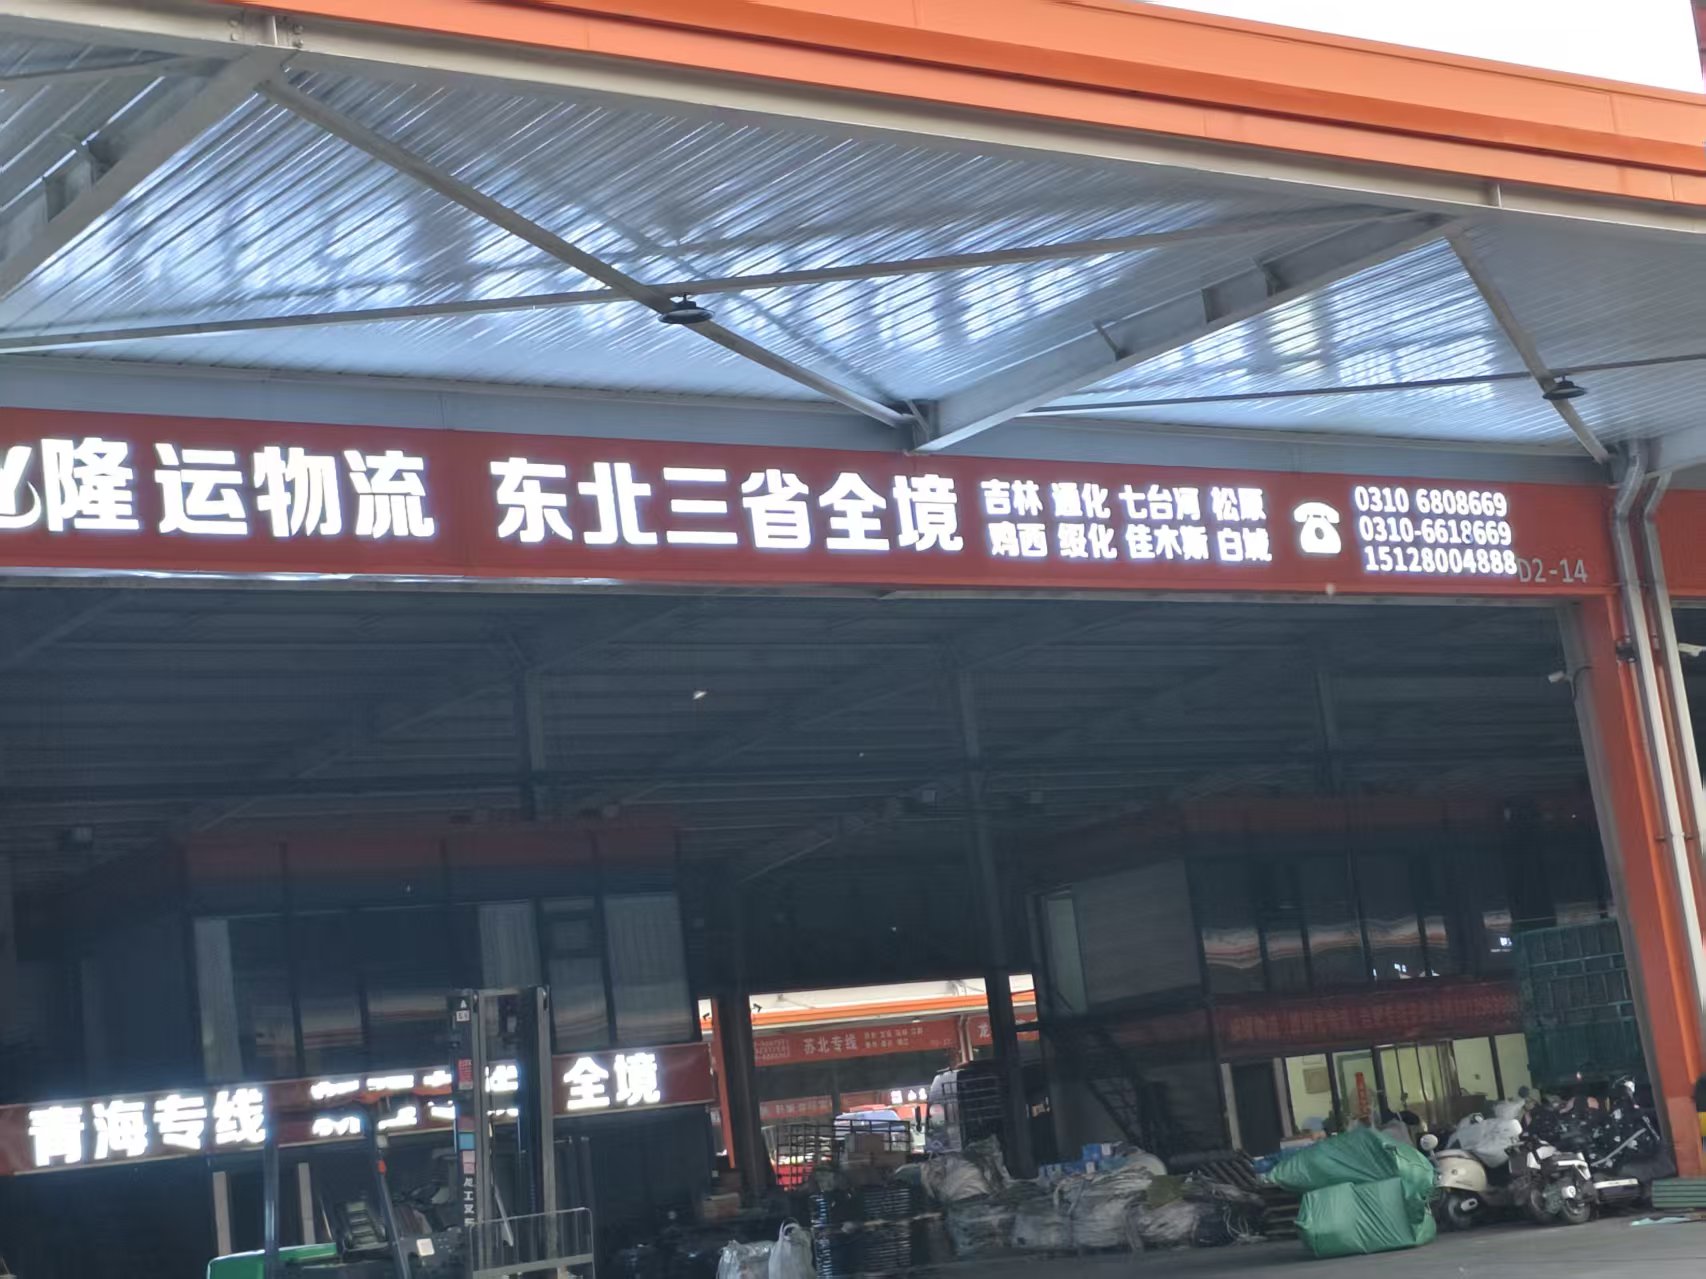 隆运物流 东北三省全境
吉林 通化 七台河 松原
鸡西 绥化 佳木斯 白城
0310 6808669
0310-6618669
15128004888
D2-14
青海专线
全境
苏北专线